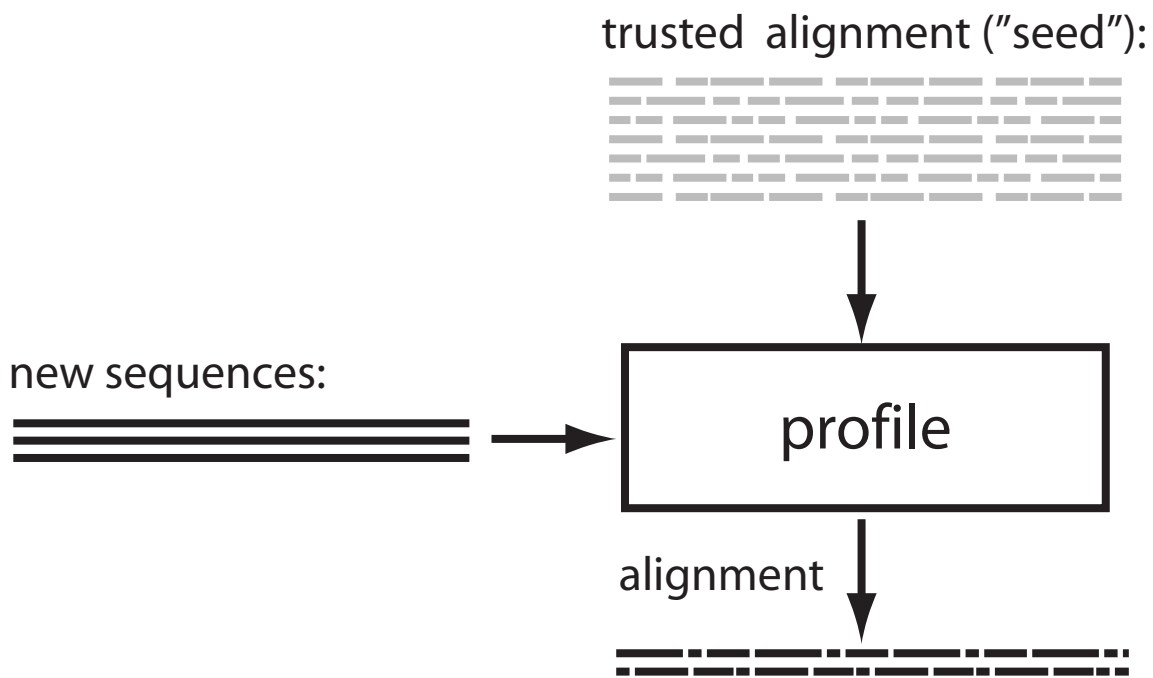 trusted alignment ("seed"):
new sequences:
profile
alignment